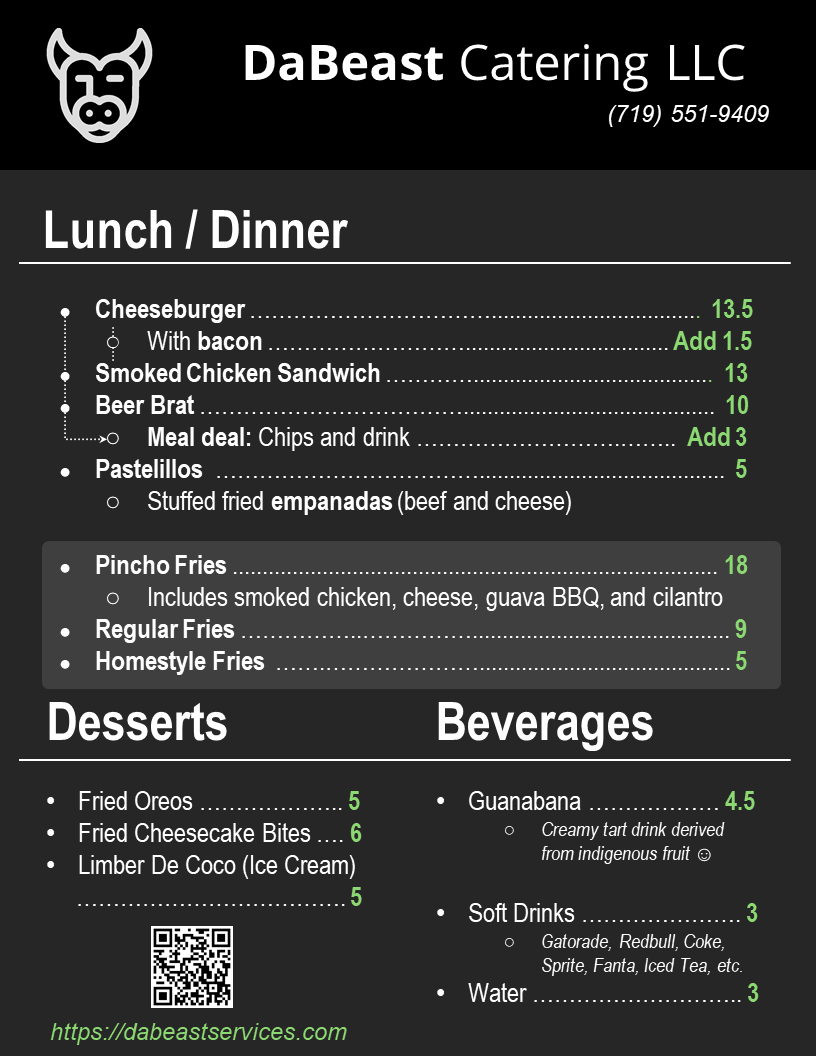 DaBeast Catering LLC
(719) 551-9409
Lunch / Dinner
• Cheeseburger ........................................ 13.5
○ With bacon ........................................ Add 1.5
• Smoked Chicken Sandwich ........................................ 13
• Beer Brat ........................................ 10
○ Meal deal: Chips and drink ........................................ Add 3
• Pastelillos ........................................ 5
○ Stuffed fried empanadas (beef and cheese)
• Pincho Fries ........................................ 18
○ Includes smoked chicken, cheese, guava BBQ, and cilantro
• Regular Fries ........................................ 9
• Homestyle Fries ........................................ 5
Desserts
• Fried Oreos .................... 5
• Fried Cheesecake Bites .... 6
• Limber De Coco (Ice Cream)
.................................... 5
https://dabeastservices.com
Beverages
• Guanabana .................. 4.5
○ Creamy tart drink derived
from indigenous fruit ☺
• Soft Drinks ...................... 3
○ Gatorade, Redbull, Coke,
Sprite, Fanta, Iced Tea, etc.
• Water ............................. 3